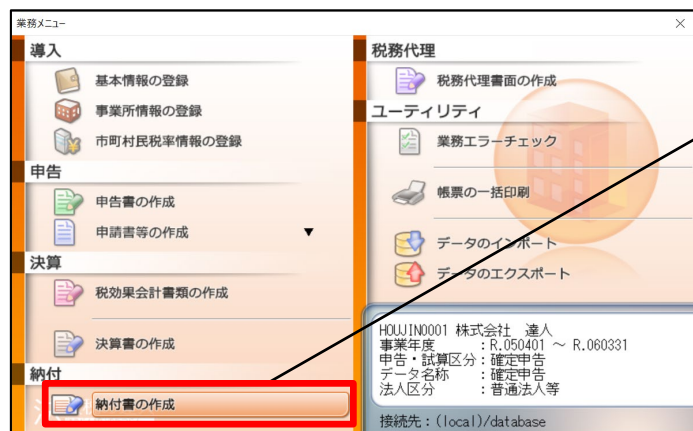 業務メニュー
導入
基本情報の登録
事業所情報の登録
市町村民税率情報の登録
申告
申告書の作成
申請書等の作成 ▼
決算
税効果会計書類の作成
決算書の作成
納付
納付書の作成
税務代理
税務代理書面の作成
ユーティリティ
業務エラーチェック
帳票の一括印刷
データのインポート
データのエクスポート
HOUJIN0001 株式会社 達人
事業年度 : R.050401 ～ R.060331
申告・試算区分 : 確定申告
データ名称 : 確定申告
法人区分 : 普通法人等
接続先 : (local)/database